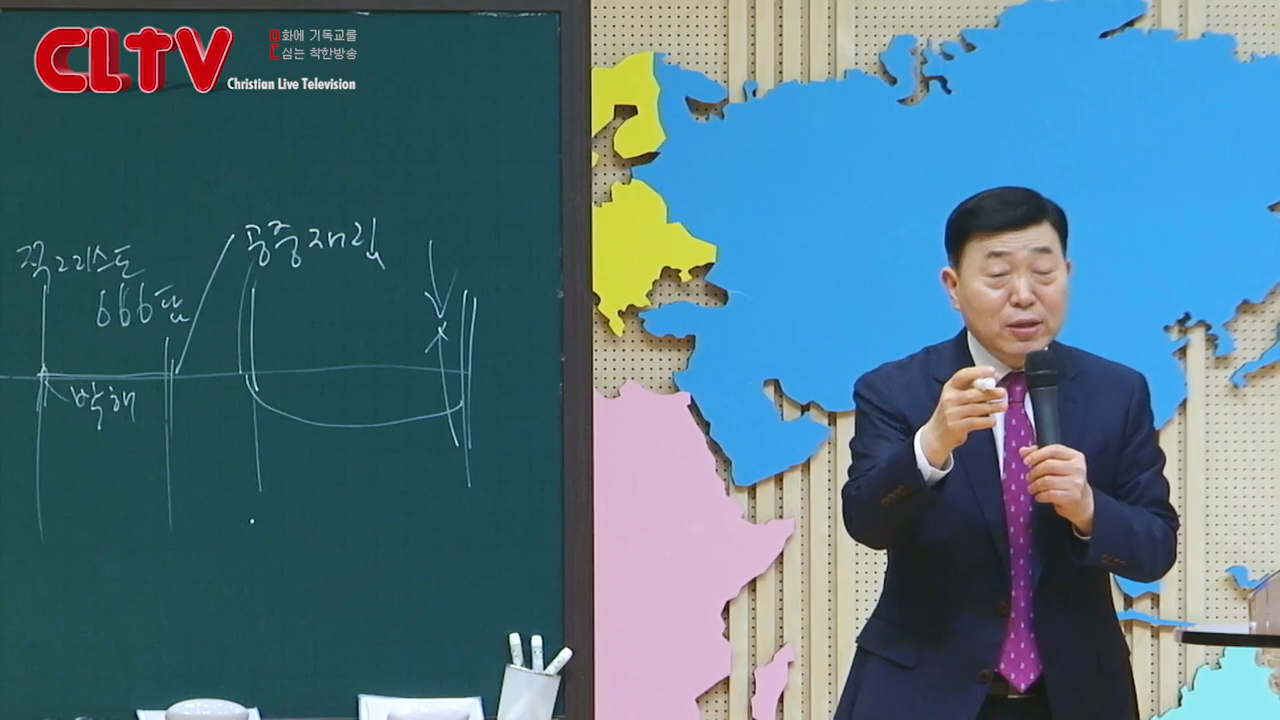 CLTV
문화에 기독교를
심는 착한방송
Christian Live Television
공중재림
적그리스도
666표
박해